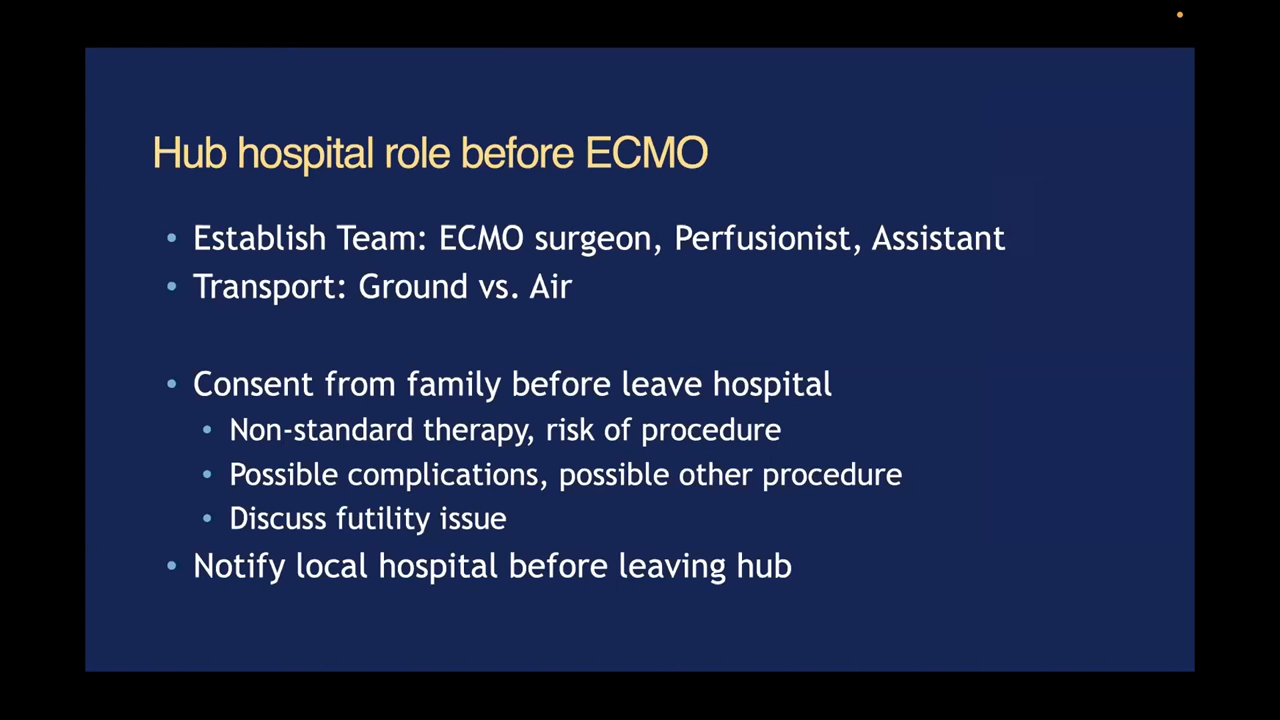 Hub hospital role before ECMO
• Establish Team: ECMO surgeon, Perfusionist, Assistant
• Transport: Ground vs. Air
• Consent from family before leave hospital
• Non-standard therapy, risk of procedure
• Possible complications, possible other procedure
• Discuss futility issue
• Notify local hospital before leaving hub